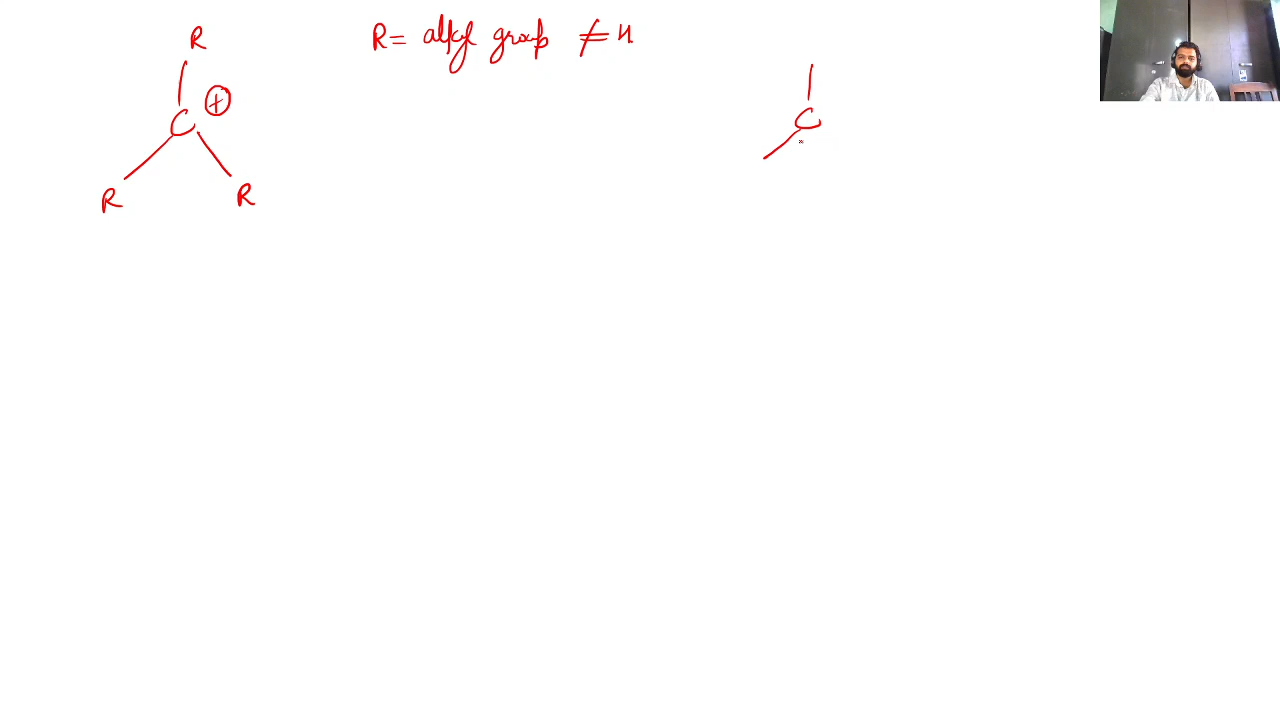 R
R = alkyl group ≠ H
C ⊕
C
R R